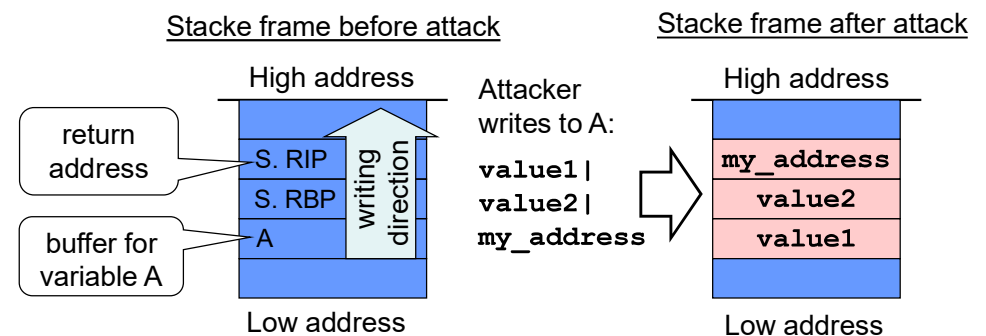 Stacke frame before attack
High address
return
address
S. RIP
S. RBP
A
buffer for
variable A
writing
direction
Low address
Attacker
writes to A:
value1|
value2|
my_address
Stacke frame after attack
High address
my_address
value2
value1
Low address